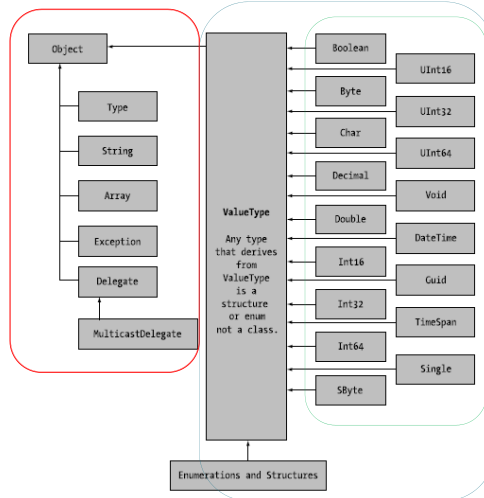 Object
Type
String
Array
Exception
Delegate
MulticastDelegate
ValueType
Any type
that derives
from
ValueType
is a
structure
or enum
not a class.
Boolean
UInt16
Byte
UInt32
Char
UInt64
Decimal
Void
Double
DateTime
Int16
Guid
Int32
TimeSpan
Int64
Single
SByte
Enumerations and Structures